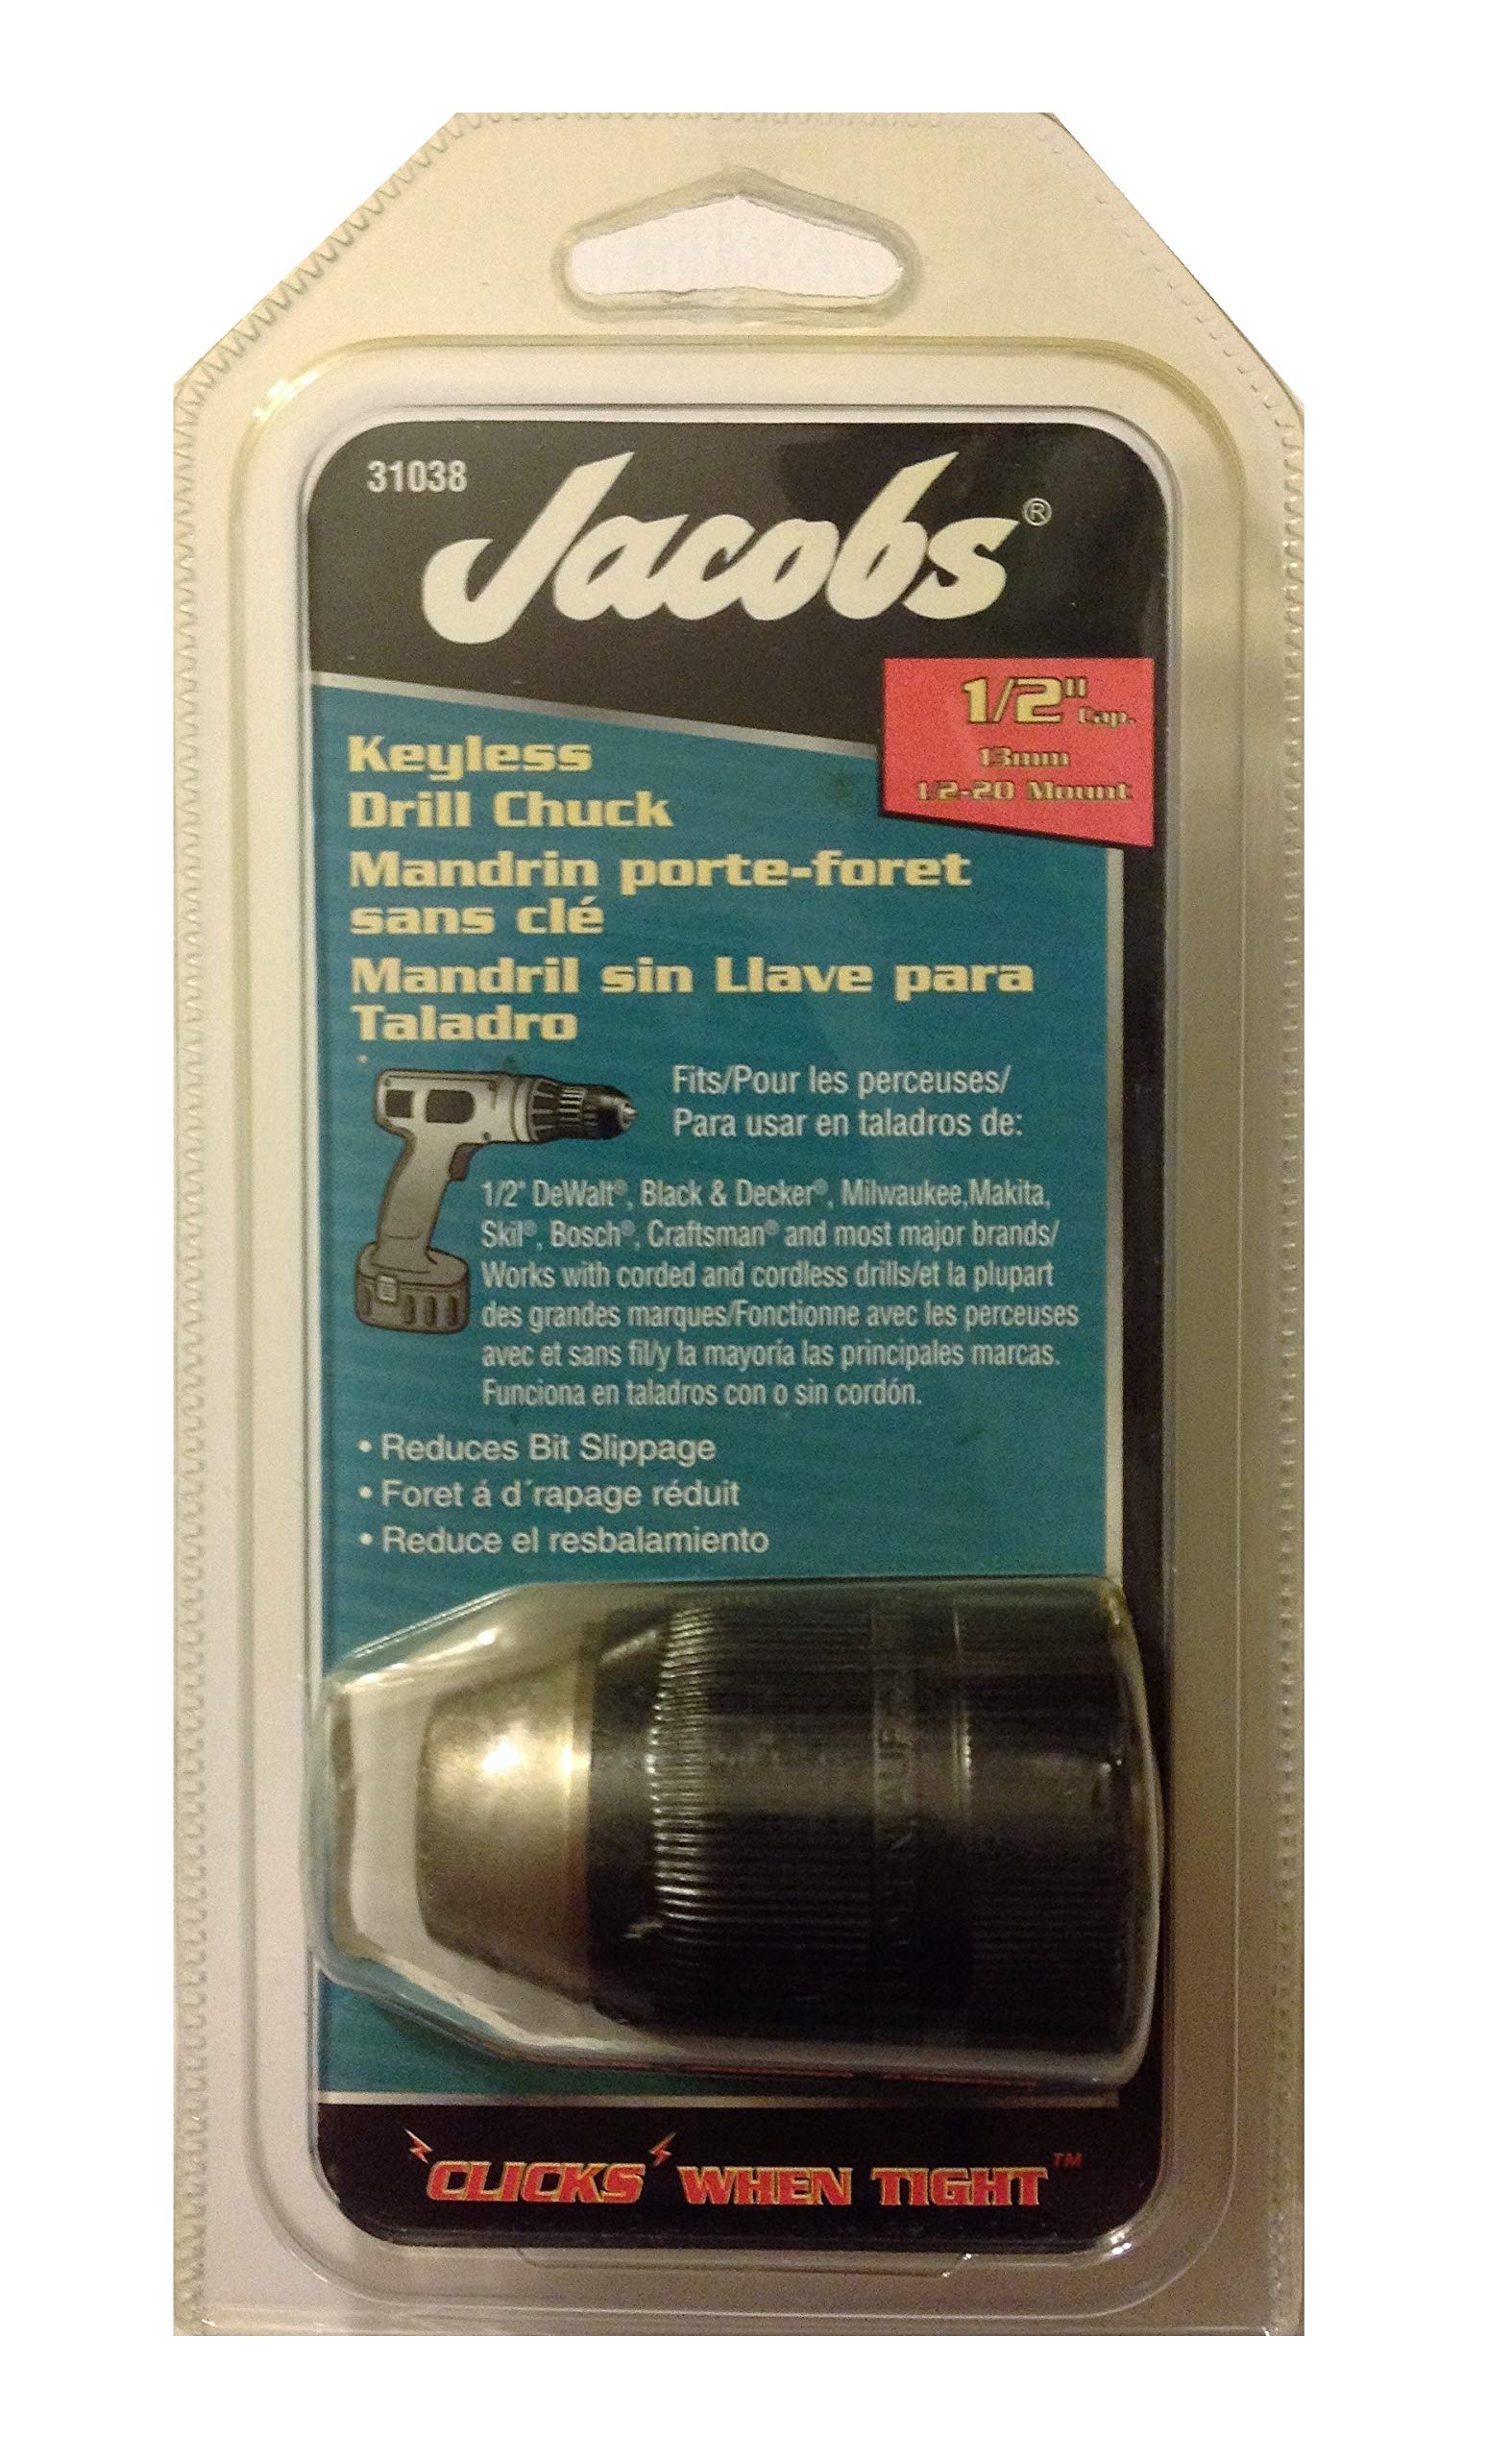 31038
Jacobs®
1/2" Cap.
13mm
1/2-20 Mount
Keyless
Drill Chuck
Mandrin porte-foret
sans clé
Mandril sin Llave para
Taladro
Fits/Pour les perceuses/
Para usar en taladros de:
1/2" DeWalt®, Black & Decker®, Milwaukee,Makita,
Skil®, Bosch®, Craftsman® and most major brands/
Works with corded and cordless drills/et la plupart
des grandes marques/Fonctionne avec les perceuses
avec et sans fil/y la mayoría las principales marcas.
Funciona en taladros con o sin cordón.
• Reduces Bit Slippage
• Foret á d´rapage réduit
• Reduce el resbalamiento
CLICKS WHEN TIGHT™